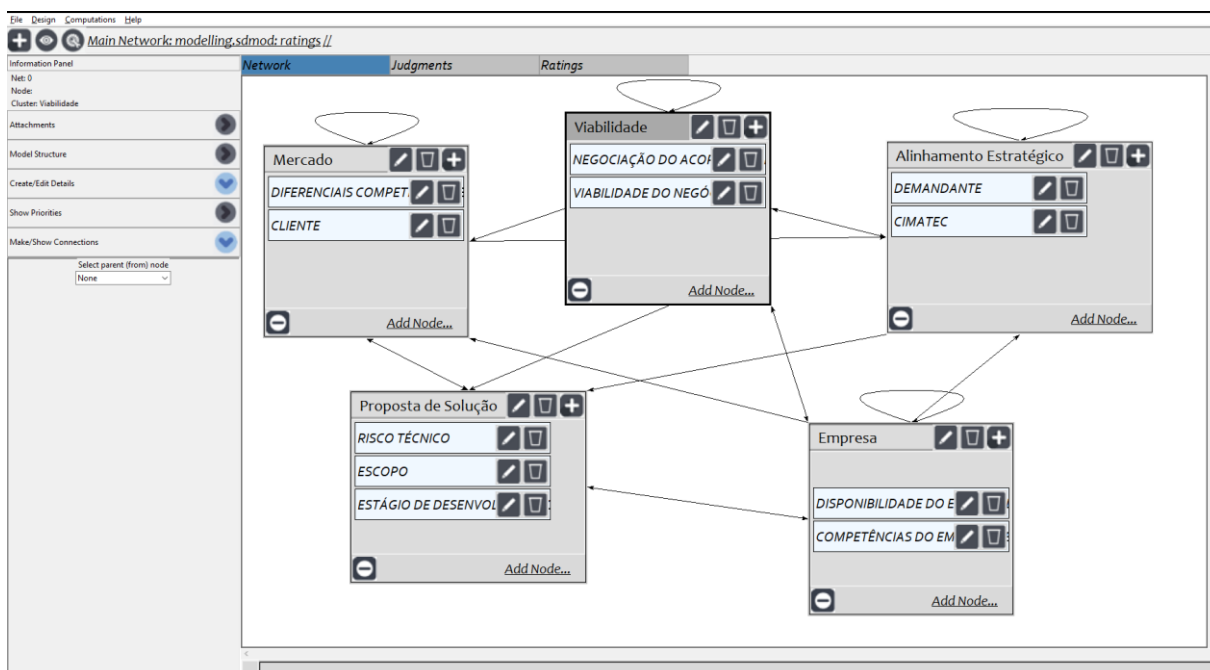 File Design Computations Help
Main Network: modelling.sdmod: ratings //
Information Panel
Net: 0
Node:
Cluster: Viabilidade
Attachments
Model Structure
Create/Edit Details
Show Priorities
Make/Show Connections
Select parent (from) node
None
Network Judgments Ratings
Mercado
DIFERENCIAIS COMPET
CLIENTE
Add Node...
Viabilidade
NEGOCIAÇÃO DO ACO
VIABILIDADE DO NEGÓ
Add Node...
Alinhamento Estratégico
DEMANDANTE
CIMATEC
Add Node...
Proposta de Solução
RISCO TÉCNICO
ESCOPO
ESTÁGIO DE DESENVOL
Add Node...
Empresa
DISPONIBILIDADE DO E
COMPETÊNCIAS DO EM
Add Node...